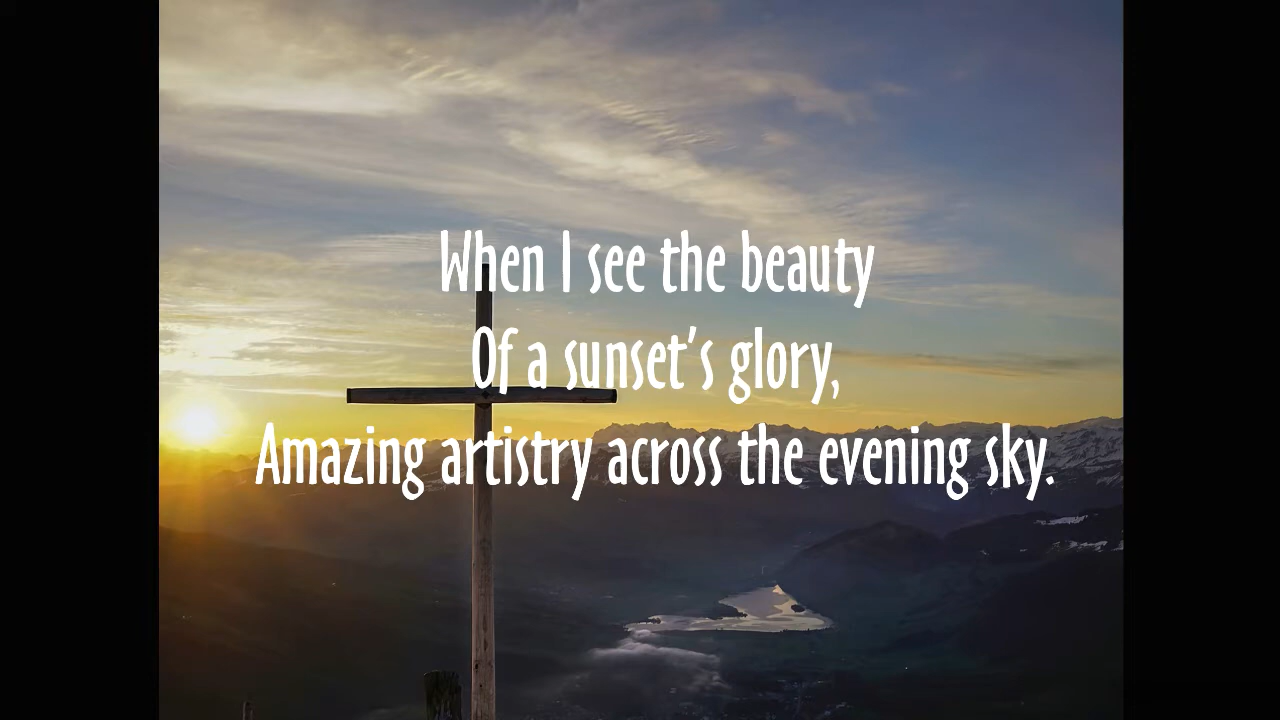 When I see the beauty
Of a sunset's glory,
Amazing artistry across the evening sky.